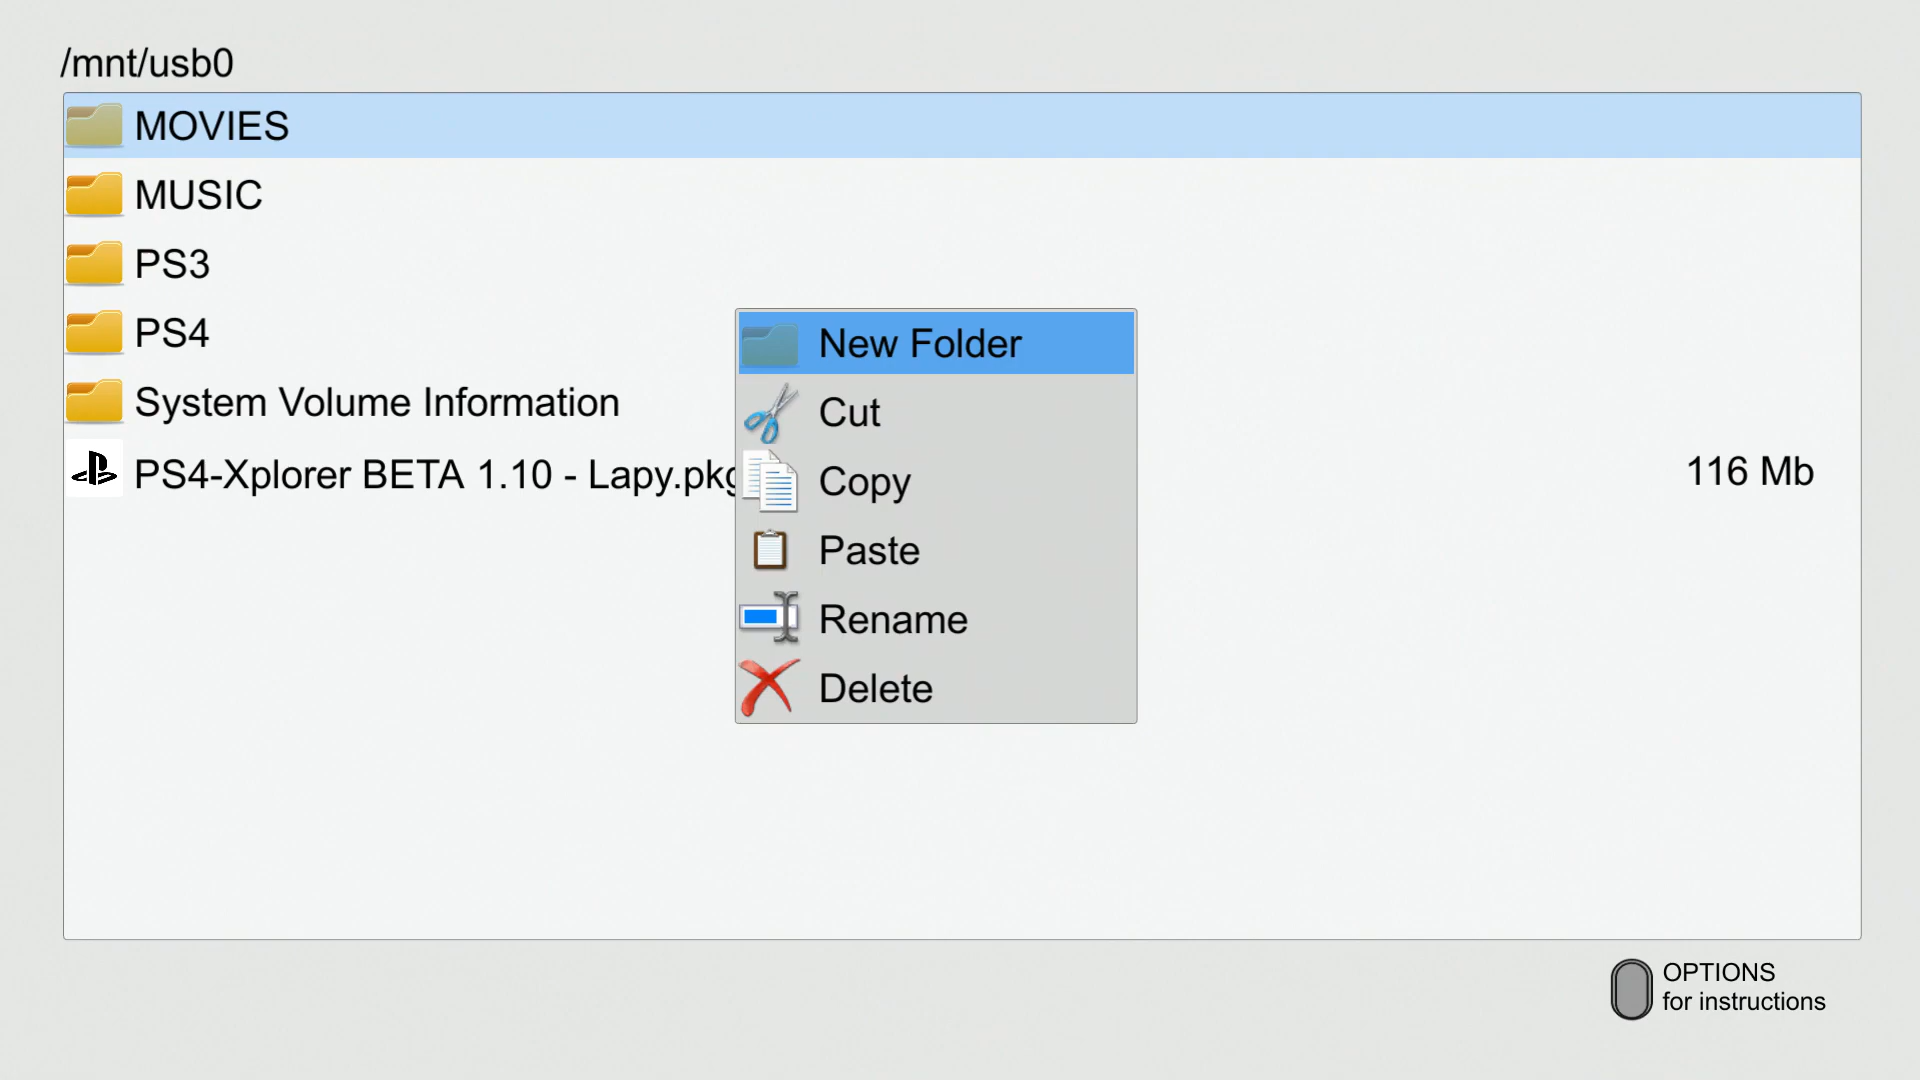 /mnt/usb0
MOVIES
MUSIC
PS3
PS4
System Volume Information
PS4-Xplorer BETA 1.10 - Lapy.pkg
116 Mb
New Folder
Cut
Copy
Paste
Rename
Delete
OPTIONS
for instructions